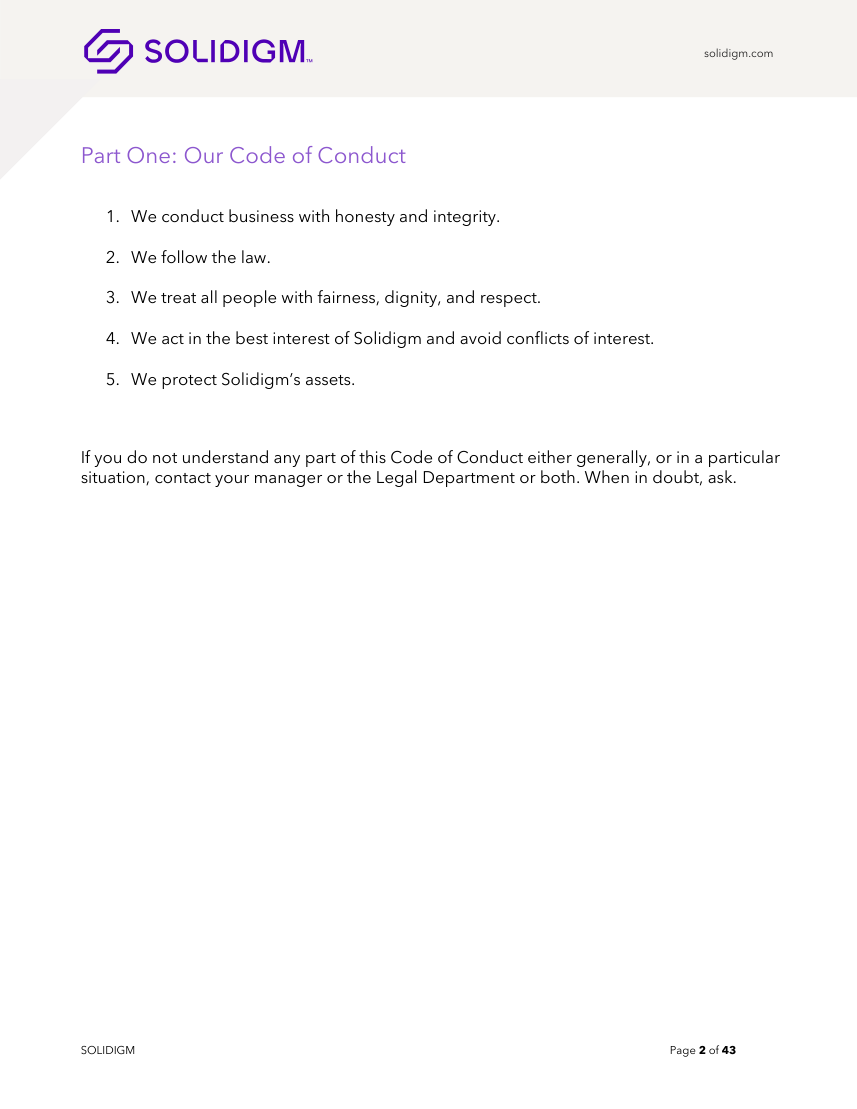 SOLIDIGM™
solidigm.com
Part One: Our Code of Conduct
1. We conduct business with honesty and integrity.
2. We follow the law.
3. We treat all people with fairness, dignity, and respect.
4. We act in the best interest of Solidigm and avoid conflicts of interest.
5. We protect Solidigm’s assets.
If you do not understand any part of this Code of Conduct either generally, or in a particular
situation, contact your manager or the Legal Department or both. When in doubt, ask.
SOLIDIGM
Page 2 of 43